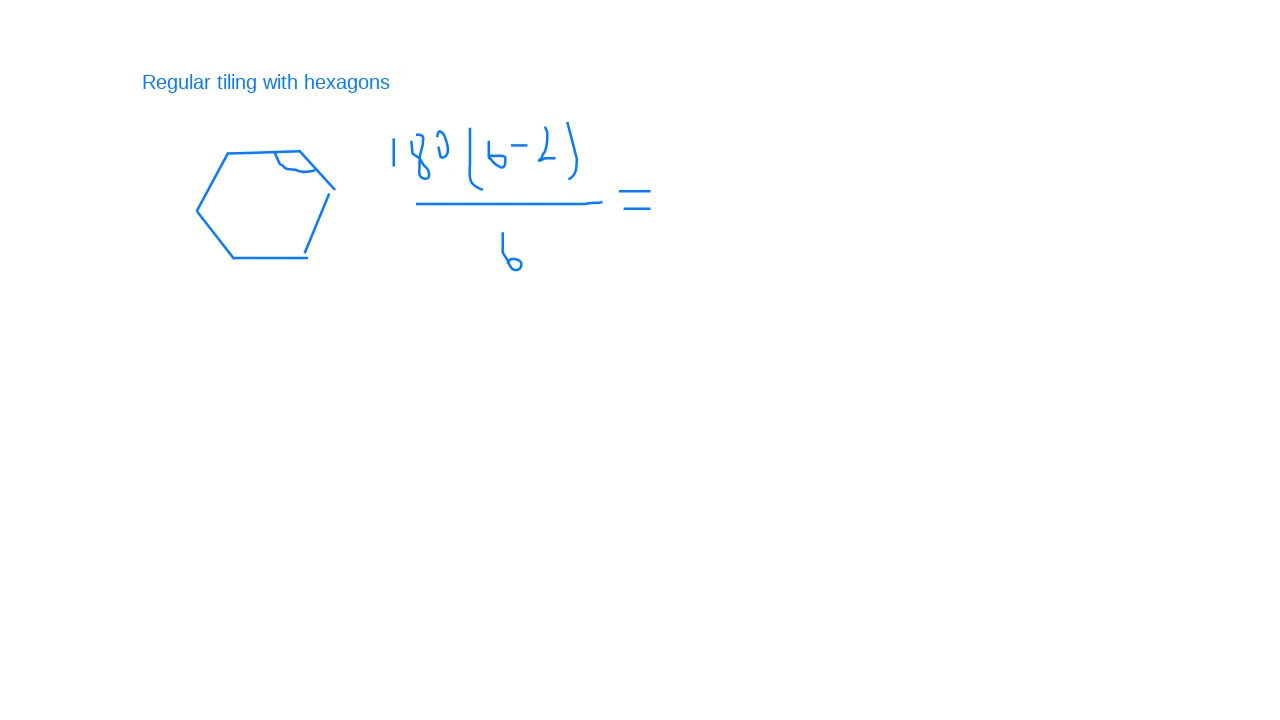 Regular tiling with hexagons
180(6-2)
6
=